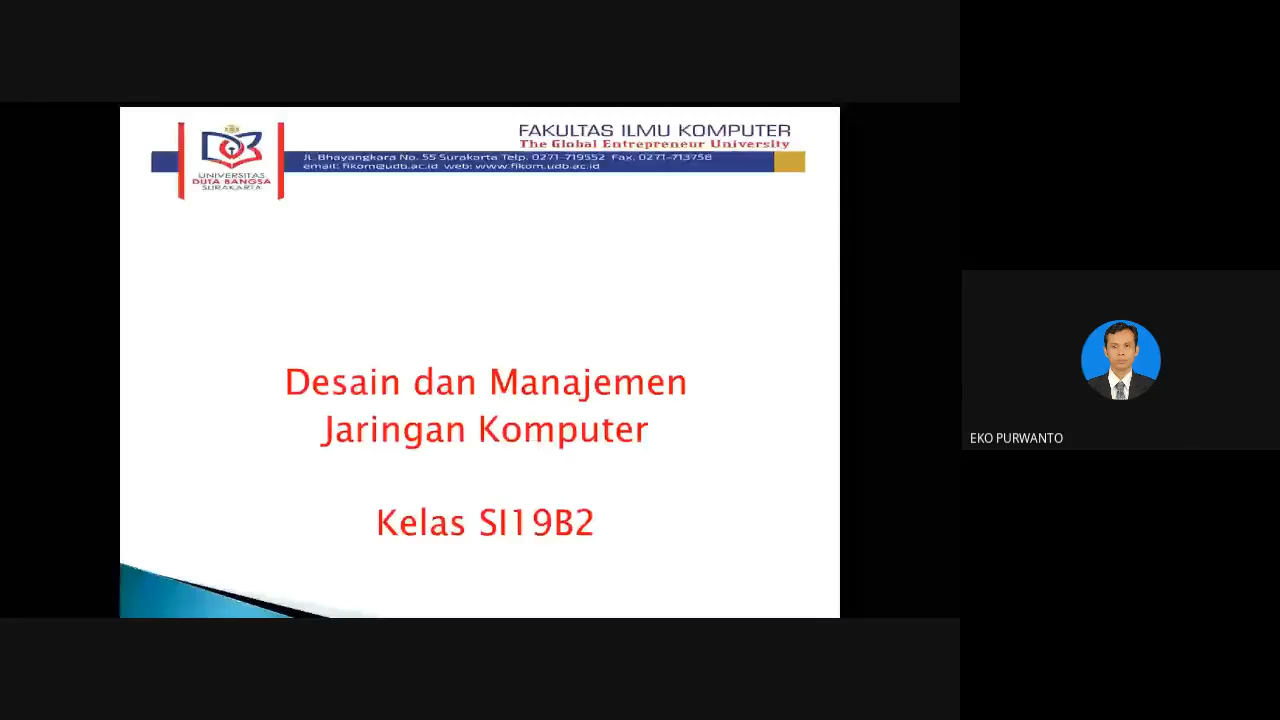 FAKULTAS ILMU KOMPUTER
The Global Entrepreneur University
Jl. Bhayangkara No. 55 Surakarta Telp. 0271-719552 Fax. 0271-713758
email: fikom@udb.ac.id web: www.fikom.udb.ac.id
UNIVERSITAS
DUTA BANGSA
SURAKARTA
Desain dan Manajemen
Jaringan Komputer
Kelas SI19B2
EKO PURWANTO